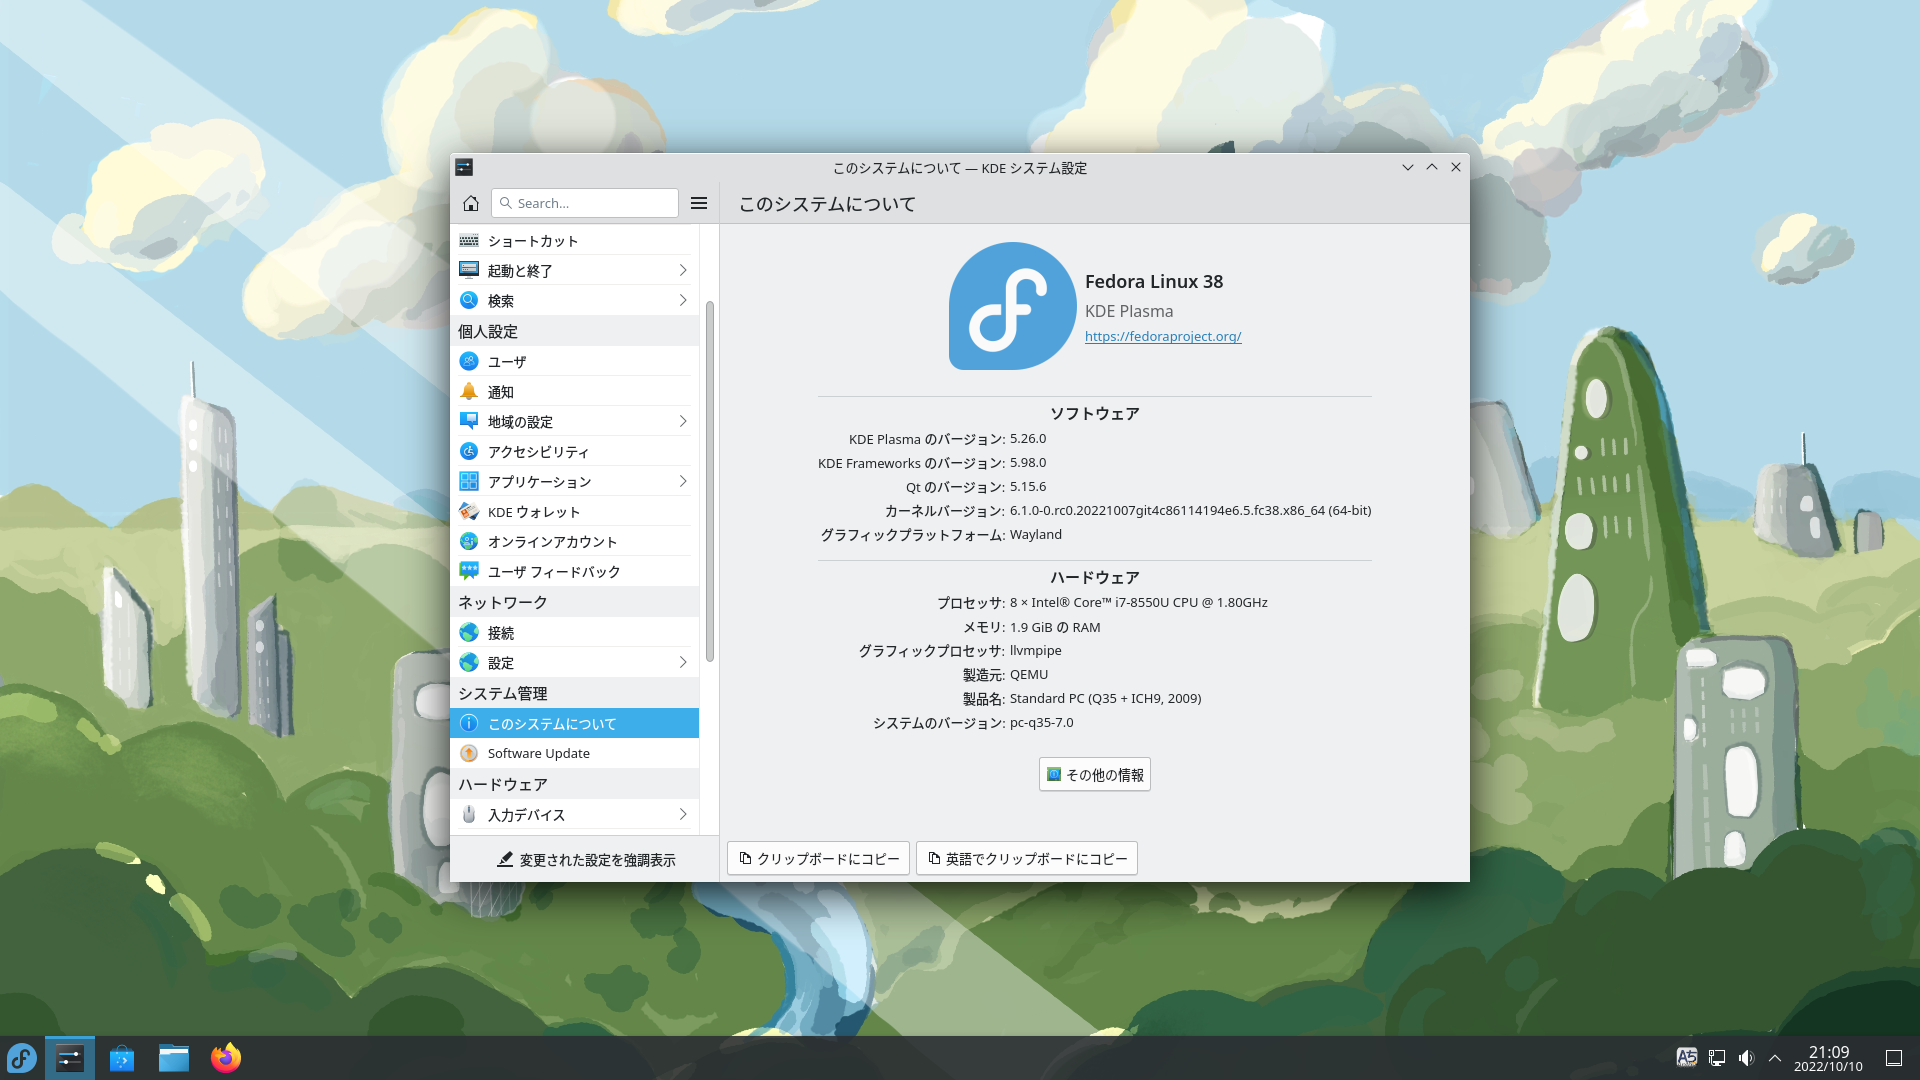 このシステムについて — KDE システム設定
Search...
このシステムについて
ショートカット
起動と終了
検索
個人設定
ユーザ
通知
地域の設定
アクセシビリティ
アプリケーション
KDE ウォレット
オンラインアカウント
ユーザ フィードバック
ネットワーク
接続
設定
システム管理
このシステムについて
Software Update
ハードウェア
入力デバイス
変更された設定を強調表示
Fedora Linux 38
KDE Plasma
https://fedoraproject.org/
ソフトウェア
KDE Plasma のバージョン: 5.26.0
KDE Frameworks のバージョン: 5.98.0
Qt のバージョン: 5.15.6
カーネルバージョン: 6.1.0-0.rc0.20221007git4c86114194e6.5.fc38.x86_64 (64-bit)
グラフィックプラットフォーム: Wayland
ハードウェア
プロセッサ: 8 × Intel® Core™ i7-8550U CPU @ 1.80GHz
メモリ: 1.9 GiB の RAM
グラフィックプロセッサ: llvmpipe
製造元: QEMU
製品名: Standard PC (Q35 + ICH9, 2009)
システムのバージョン: pc-q35-7.0
その他の情報
クリップボードにコピー
英語でクリップボードにコピー
Aち
21:09
2022/10/10